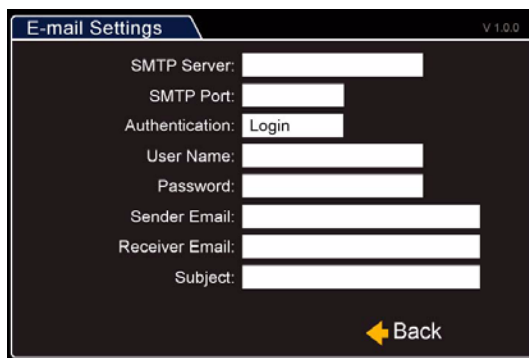 E-mail Settings V 1.0.0
SMTP Server:
SMTP Port:
Authentication: Login
User Name:
Password:
Sender Email:
Receiver Email:
Subject:
Back